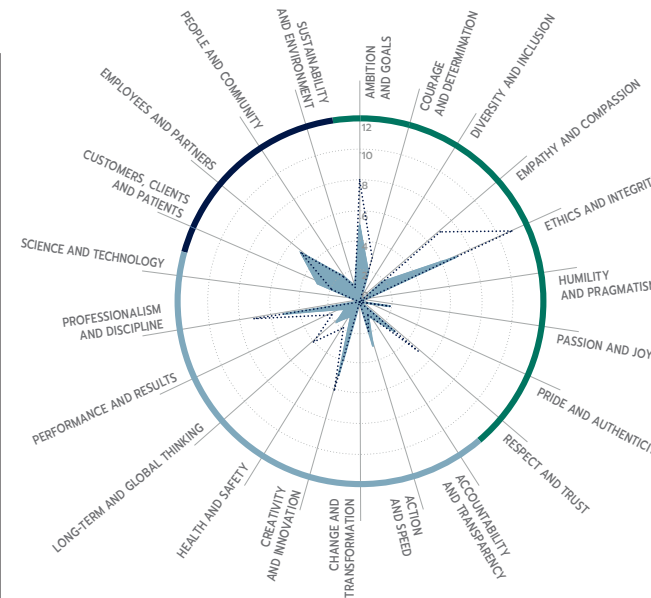 AMBITION
AND GOALS
COURAGE
AND DETERMINATION
DIVERSITY AND INCLUSION
EMPATHY AND COMPASSION
ETHICS AND INTEGRIT
HUMILITY
AND PRAGMATISM
PASSION AND JOY
PRIDE AND AUTHENTICI
RESPECT AND TRUST
ACCOUNTABILITY
AND TRANSPARENCY
ACTION
AND SPEED
CHANGE AND
TRANSFORMATION
CREATIVITY
AND INNOVATION
HEALTH AND SAFETY
LONG-TERM AND GLOBAL THINKING
PERFORMANCE AND RESULTS
PROFESSIONALISM
AND DISCIPLINE
SCIENCE AND TECHNOLOGY
CUSTOMERS, CLIENTS
AND PATIENTS
EMPLOYEES AND PARTNERS
PEOPLE AND COMMUNITY
SUSTAINABILITY
AND ENVIRONMENT
12
10
8
6